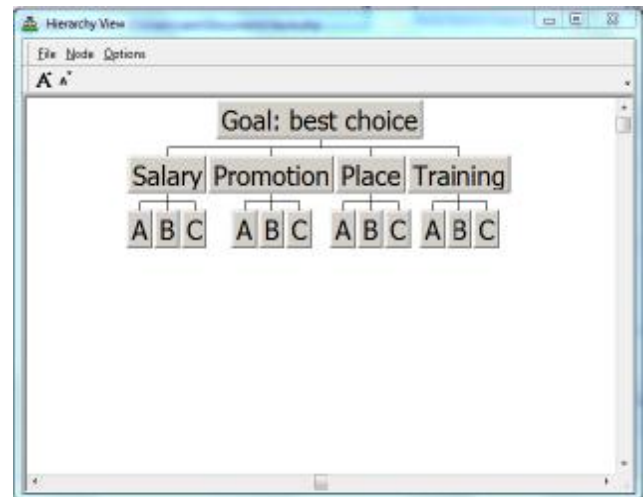 Hierarchy View
File Node Options
A A
Goal: best choice
Salary Promotion Place Training
A B C A B C A B C A B C